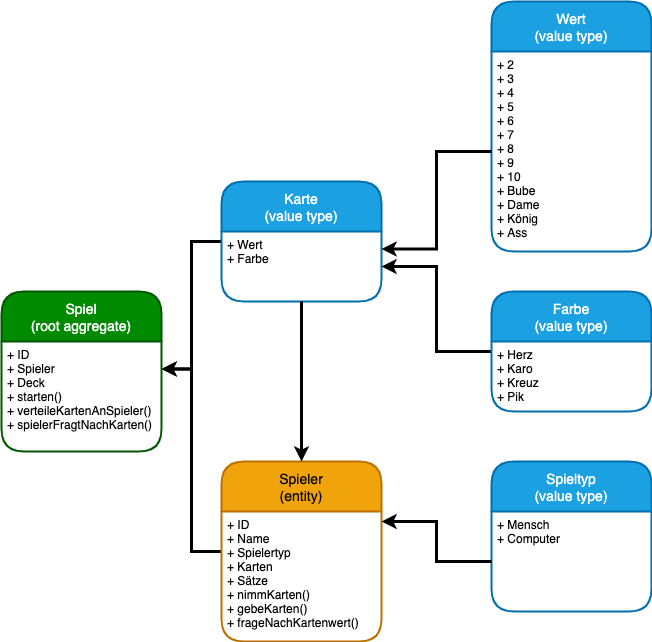 Wert
(value type)
+ 2
+ 3
+ 4
+ 5
+ 6
+ 7
+ 8
+ 9
+ 10
+ Bube
+ Dame
+ König
+ Ass
Karte
(value type)
+ Wert
+ Farbe
Spiel
(root aggregate)
+ ID
+ Spieler
+ Deck
+ starten()
+ verteileKartenAnSpieler()
+ spielerFragtNachKarten()
Farbe
(value type)
+ Herz
+ Karo
+ Kreuz
+ Pik
Spieler
(entity)
+ ID
+ Name
+ Spielertyp
+ Karten
+ Sätze
+ nimmKarten()
+ gebeKarten()
+ frageNachKartenwert()
Spieltyp
(value type)
+ Mensch
+ Computer